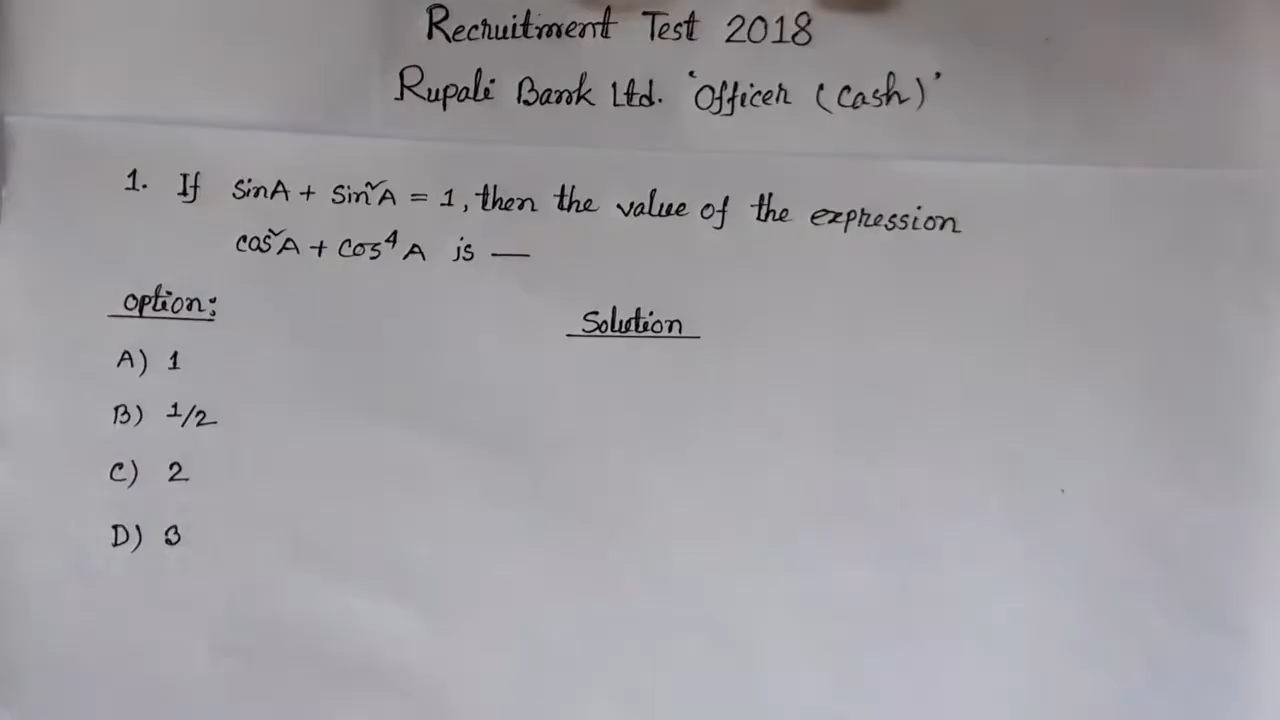 Recruitment Test 2018
Rupali Bank Ltd. 'Officer (Cash)'
1. If sinA + sin²A = 1, then the value of the expression
cos²A + cos⁴A is —
option:
Solution
A) 1
B) 1/2
C) 2
D) 3